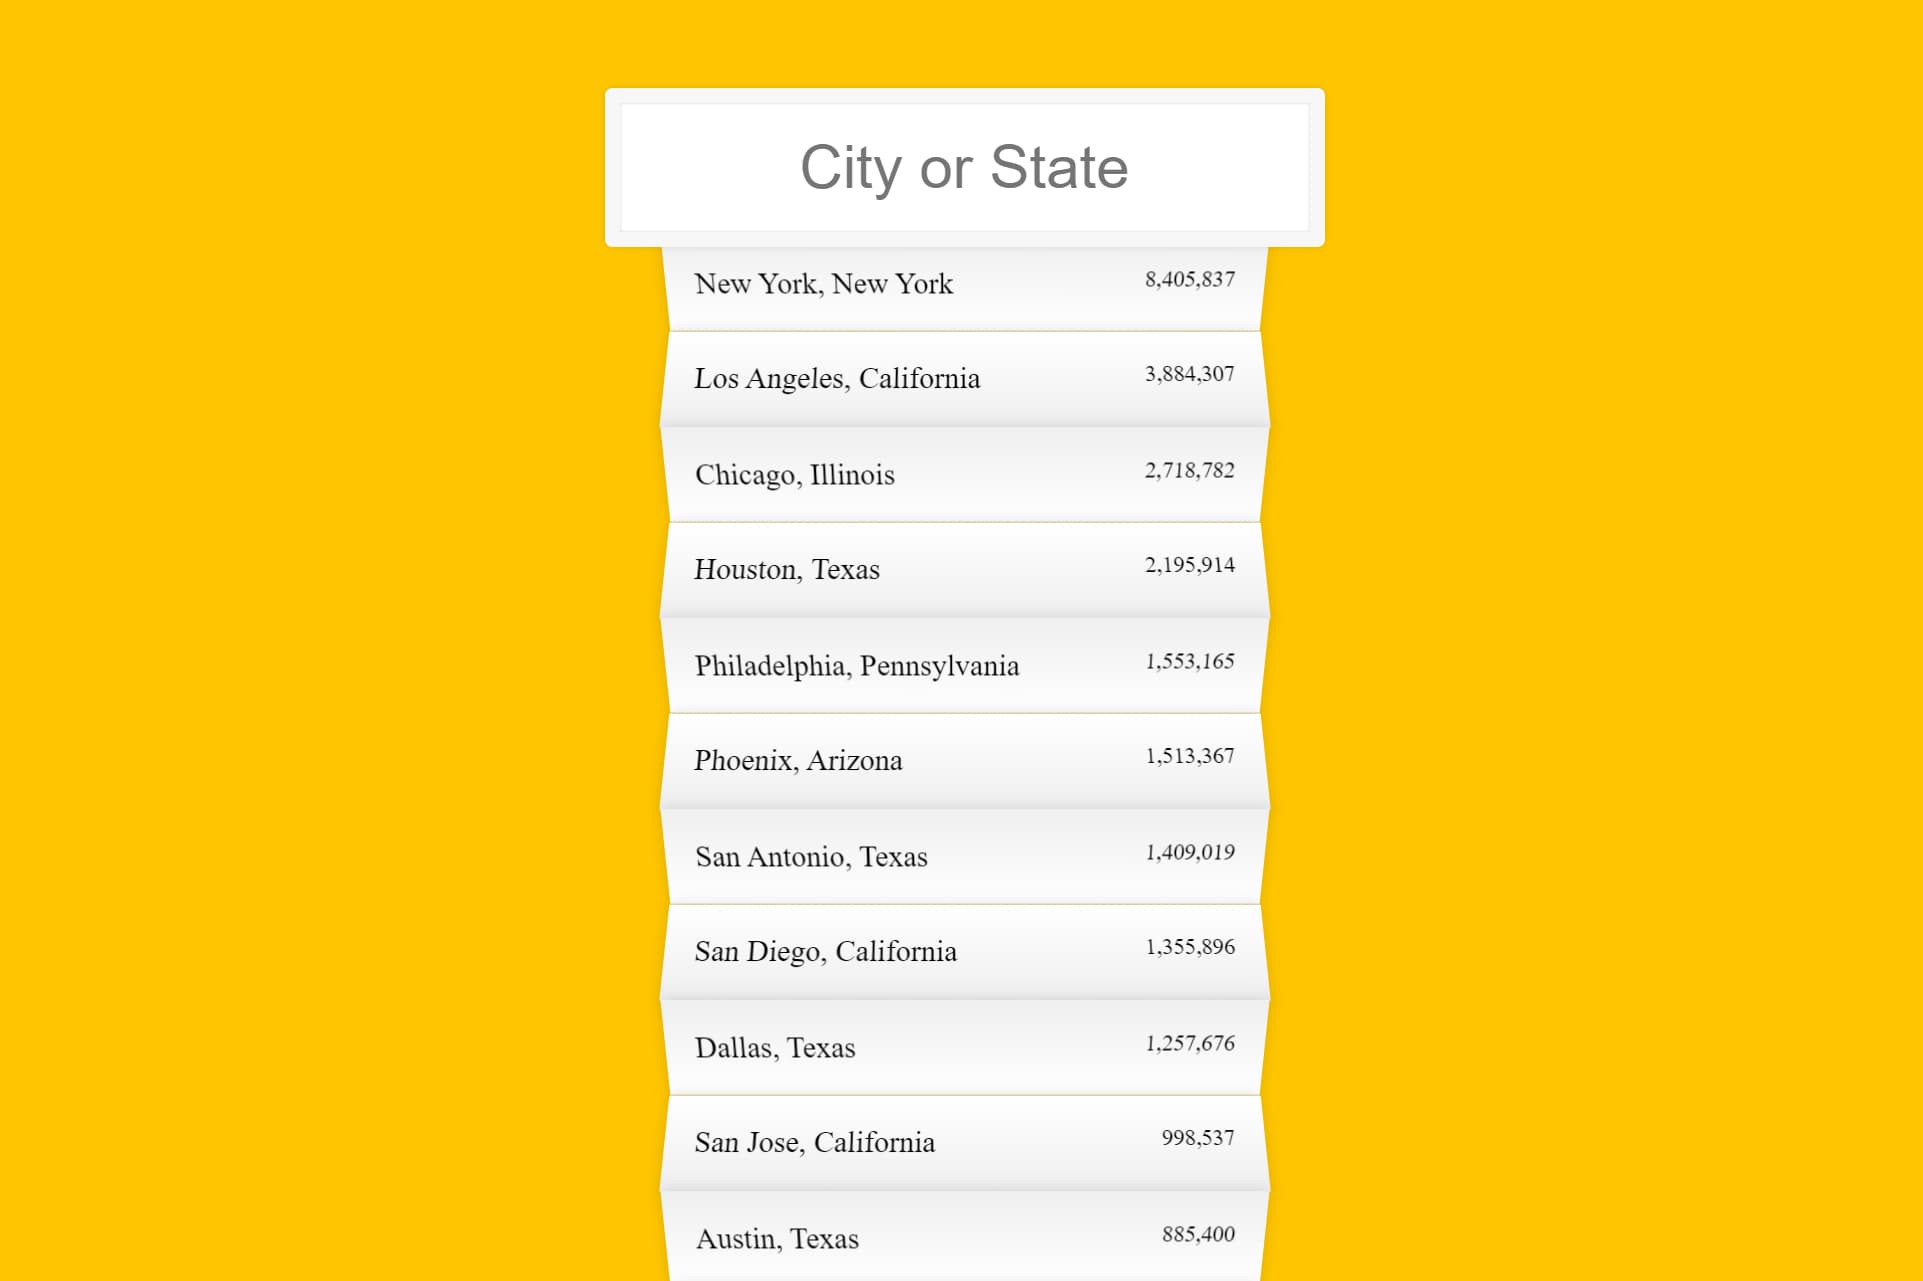 City or State
New York, New York 8,405,837
Los Angeles, California 3,884,307
Chicago, Illinois 2,718,782
Houston, Texas 2,195,914
Philadelphia, Pennsylvania 1,553,165
Phoenix, Arizona 1,513,367
San Antonio, Texas 1,409,019
San Diego, California 1,355,896
Dallas, Texas 1,257,676
San Jose, California 998,537
Austin, Texas 885,400